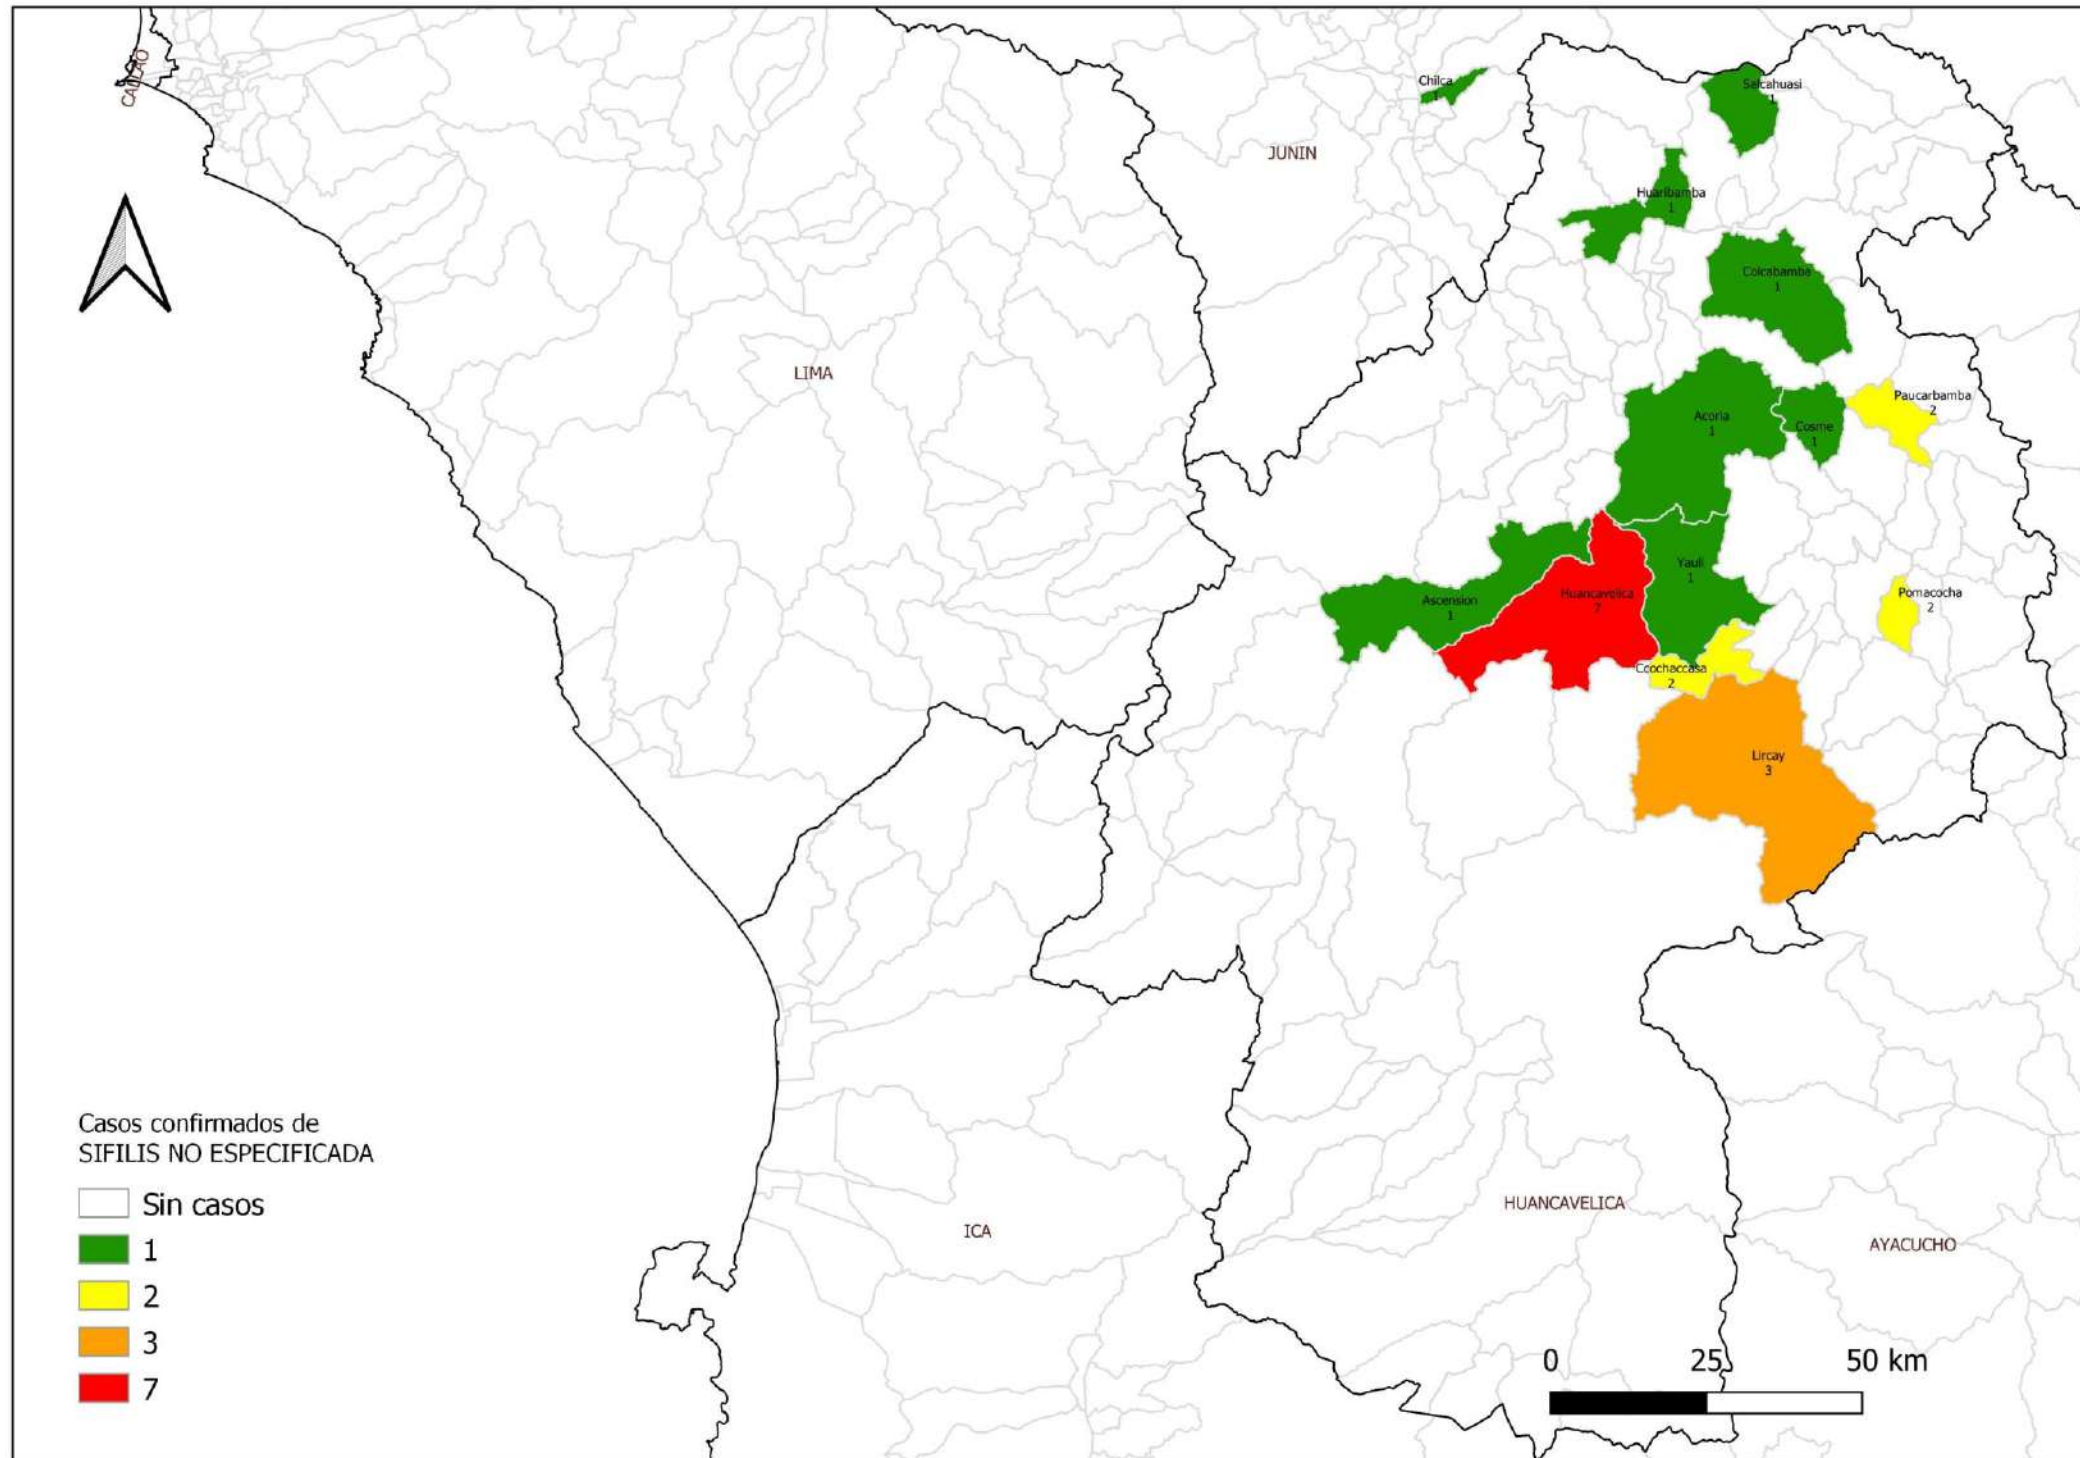 CALLAO
Chilca
1
Salcahuasi
1
JUNIN
Huaribamba
1
Colcabamba
1
LIMA
Paucarbamba
2
Acoria
1
Cosme
1
Yauli
1
Ascension
1
Huancavelica
7
Pomacocha
2
Ccochaccasa
2
Lircay
3
Casos confirmados de
SIFILIS NO ESPECIFICADA
Sin casos
1
2
3
7
ICA
HUANCAVELICA
AYACUCHO
0 25 50 km